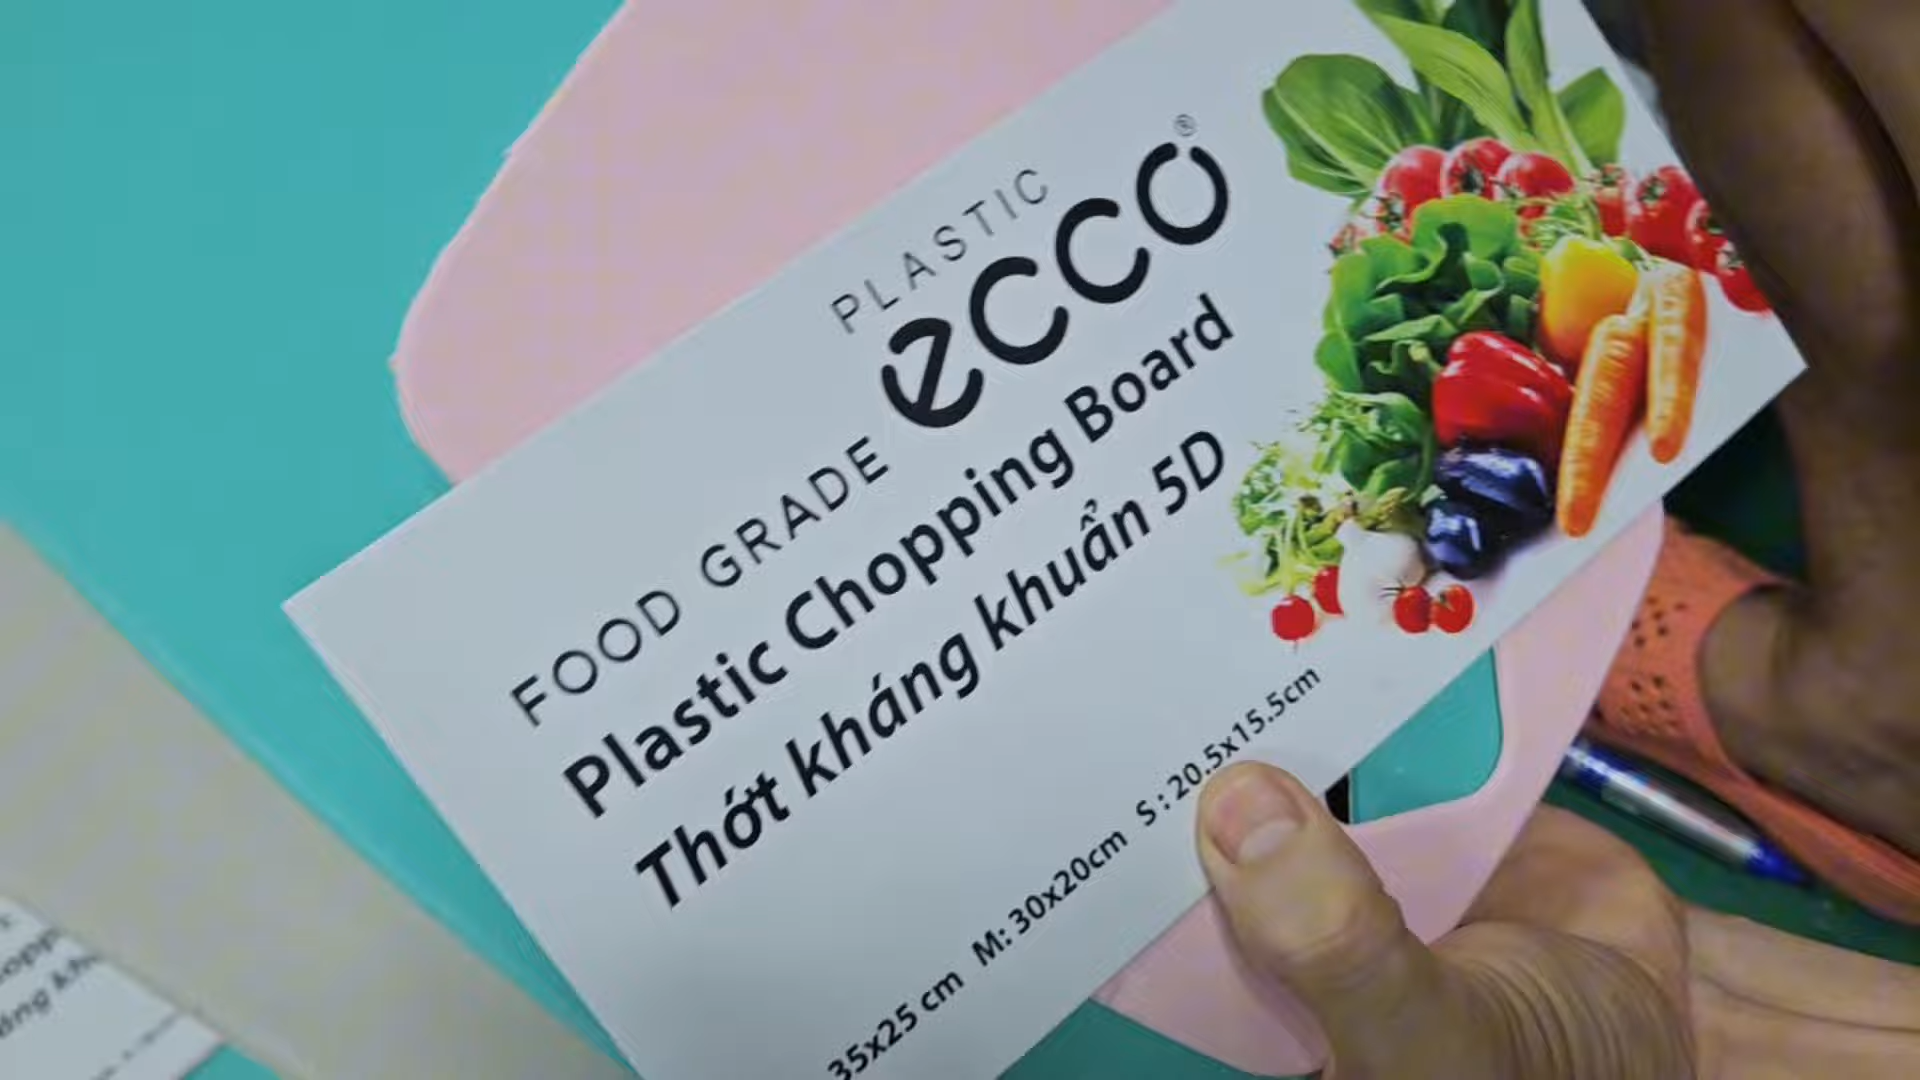 PLASTIC
ecco®
FOOD GRADE
Plastic Chopping Board
Thớt kháng khuẩn 5D
35x25 cm M: 30x20cm S : 20.5x15.5cm